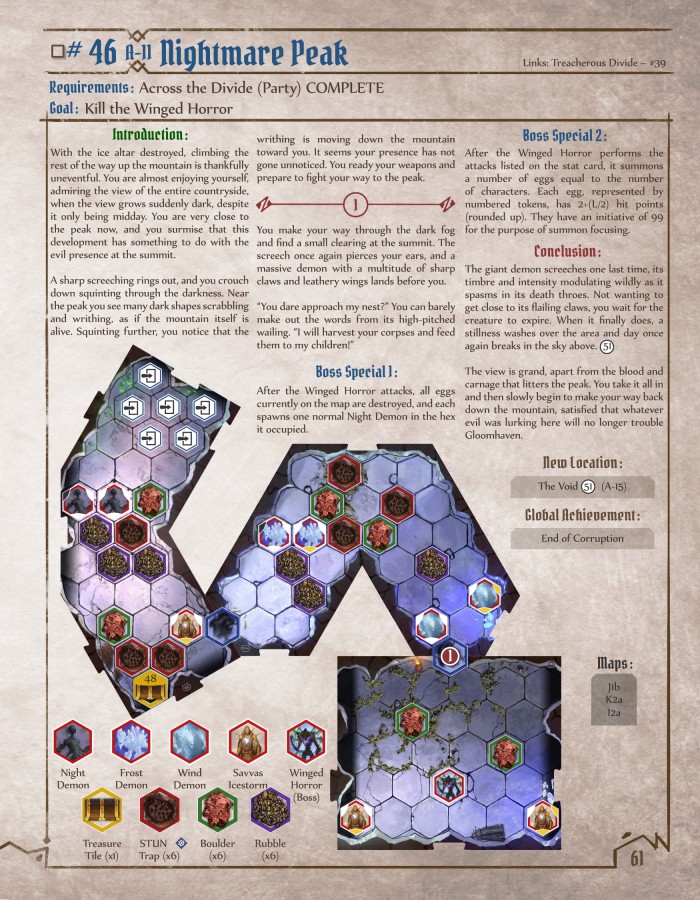 # 46 A-11 Nightmare Peak
Links: Treacherous Divide – #39
Requirements: Across the Divide (Party) COMPLETE
Goal: Kill the Winged Horror
Introduction:
With the ice altar destroyed, climbing the
rest of the way up the mountain is thankfully
uneventful. You are almost enjoying yourself,
admiring the view of the entire countryside,
when the view grows suddenly dark, despite
it only being midday. You are very close to
the peak now, and you surmise that this
development has something to do with the
evil presence at the summit.
A sharp screeching rings out, and you crouch
down squinting through the darkness. Near
the peak you see many dark shapes scrabbling
and writhing, as if the mountain itself is
alive. Squinting further, you notice that the
writhing is moving down the mountain
toward you. It seems your presence has not
gone unnoticed. You ready your weapons and
prepare to fight your way to the peak.
1
You make your way through the dark fog
and find a small clearing at the summit. The
screech once again pierces your ears, and a
massive demon with a multitude of sharp
claws and leathery wings lands before you.
“You dare approach my nest?” You can barely
make out the words from its high-pitched
wailing. “I will harvest your corpses and feed
them to my children!”
Boss Special 1:
After the Winged Horror attacks, all eggs
currently on the map are destroyed, and each
spawns one normal Night Demon in the hex
it occupied.
Boss Special 2:
After the Winged Horror performs the
attacks listed on the stat card, it summons
a number of eggs equal to the number
of characters. Each egg, represented by
numbered tokens, has 2+(L/2) hit points
(rounded up). They have an initiative of 99
for the purpose of summon focusing.
Conclusion:
The giant demon screeches one last time, its
timbre and intensity modulating wildly as it
spasms in its death throes. Not wanting to
get close to its flailing claws, you wait for the
creature to expire. When it finally does, a
stillness washes over the area and day once
again breaks in the sky above. 51
The view is grand, apart from the blood and
carnage that litters the peak. You take it all in
and then slowly begin to make your way back
down the mountain, satisfied that whatever
evil was lurking here will no longer trouble
Gloomhaven.
New Location:
The Void 51 (A-15)
Global Achievement:
End of Corruption
48
1
Maps:
J1b
K2a
I2a
Night
Demon
Frost
Demon
Wind
Demon
Savvas
Icestorm
Winged
Horror
(Boss)
Treasure
Tile (x1)
STUN
Trap (x6)
Boulder
(x6)
Rubble
(x6)
61